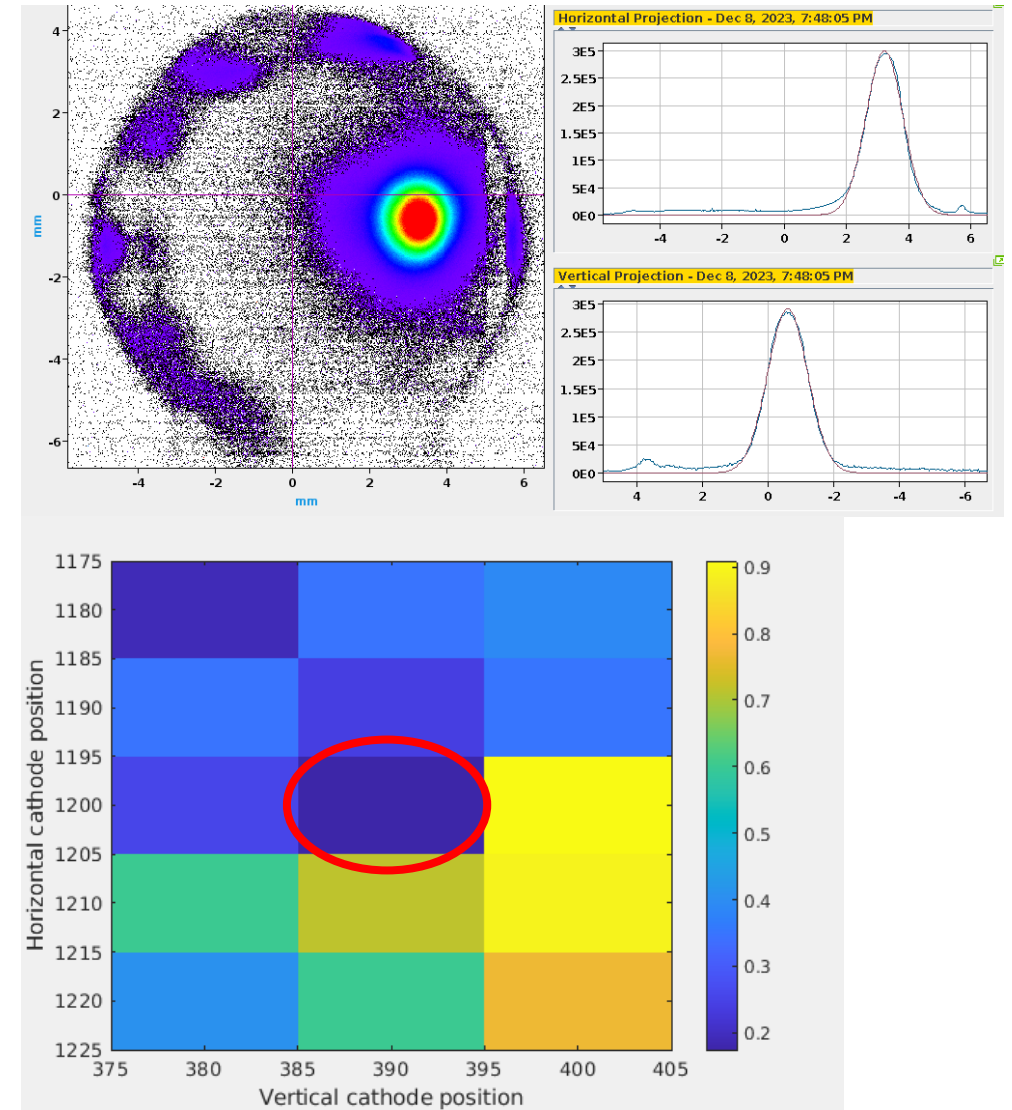 Horizontal Projection - Dec 8, 2023, 7:48:05 PM
4
2
0
-2
-4
-6
mm
-4
-2
0
2
4
6
mm
3E5
2.5E5
2E5
1.5E5
1E5
5E4
0E0
-4
-2
0
2
4
6
Vertical Projection - Dec 8, 2023, 7:48:05 PM
3E5
2.5E5
2E5
1.5E5
1E5
5E4
0E0
4
2
0
-2
-4
-6
1175
1180
1185
1190
1195
1200
1205
1210
1215
1220
1225
Horizontal cathode position
375
380
385
390
395
400
405
Vertical cathode position
0.9
0.8
0.7
0.6
0.5
0.4
0.3
0.2